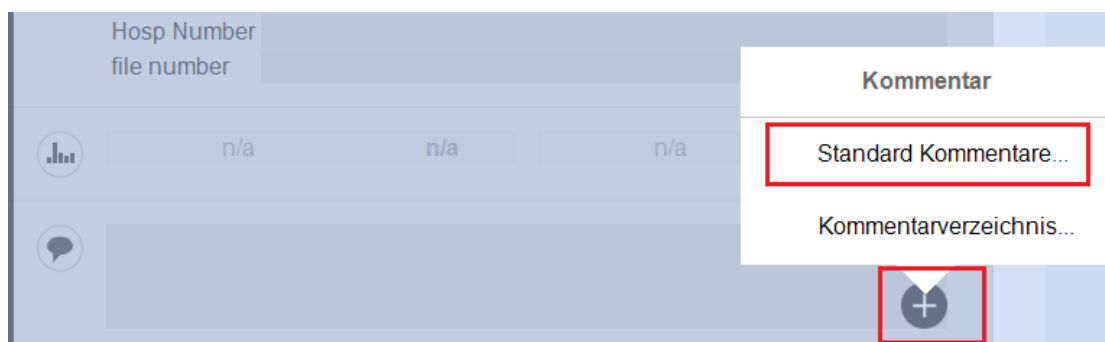 Hosp Number
file number
n/a n/a n/a
Kommentar
Standard Kommentare...
Kommentarverzeichnis...